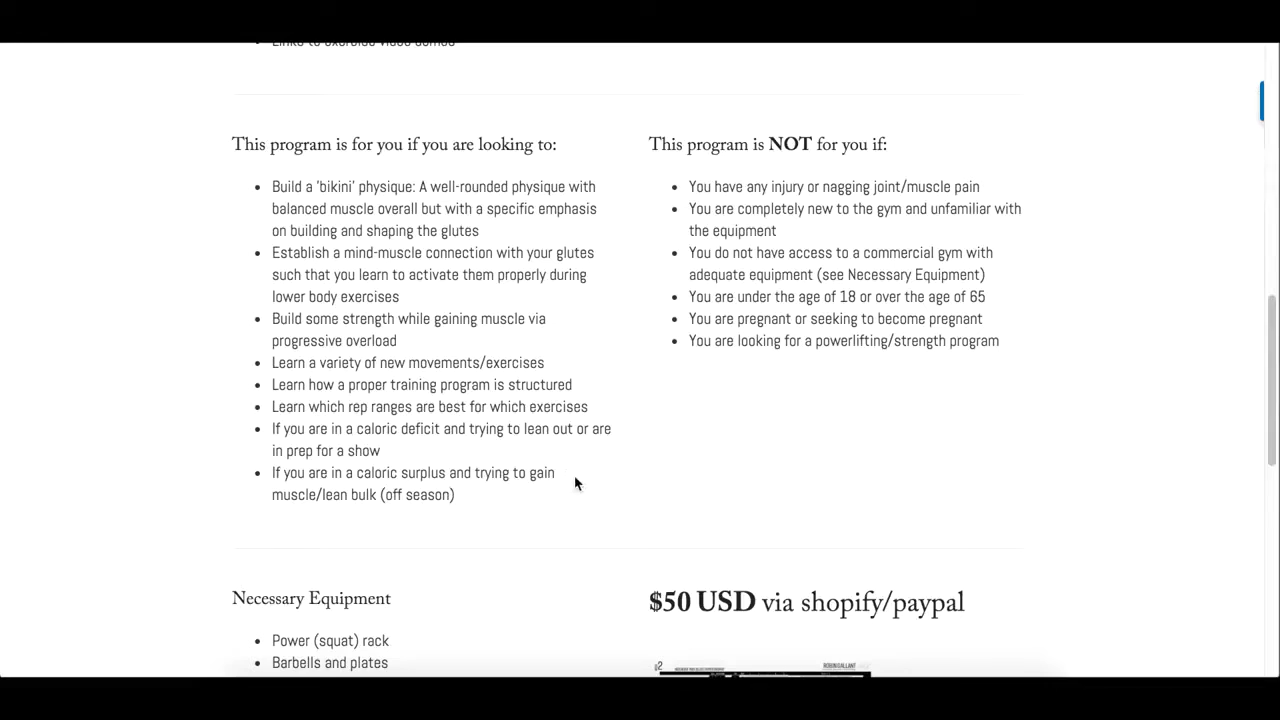 Links to exercise video demos
This program is for you if you are looking to:
Build a 'bikini' physique: A well-rounded physique with
balanced muscle overall but with a specific emphasis
on building and shaping the glutes
Establish a mind-muscle connection with your glutes
such that you learn to activate them properly during
lower body exercises
Build some strength while gaining muscle via
progressive overload
Learn a variety of new movements/exercises
Learn how a proper training program is structured
Learn which rep ranges are best for which exercises
If you are in a caloric deficit and trying to lean out or are
in prep for a show
If you are in a caloric surplus and trying to gain
muscle/lean bulk (off season)
This program is NOT for you if:
You have any injury or nagging joint/muscle pain
You are completely new to the gym and unfamiliar with
the equipment
You do not have access to a commercial gym with
adequate equipment (see Necessary Equipment)
You are under the age of 18 or over the age of 65
You are pregnant or seeking to become pregnant
You are looking for a powerlifting/strength program
Necessary Equipment
Power (squat) rack
Barbells and plates
$50 USD via shopify/paypal
ROBIN GALLANT